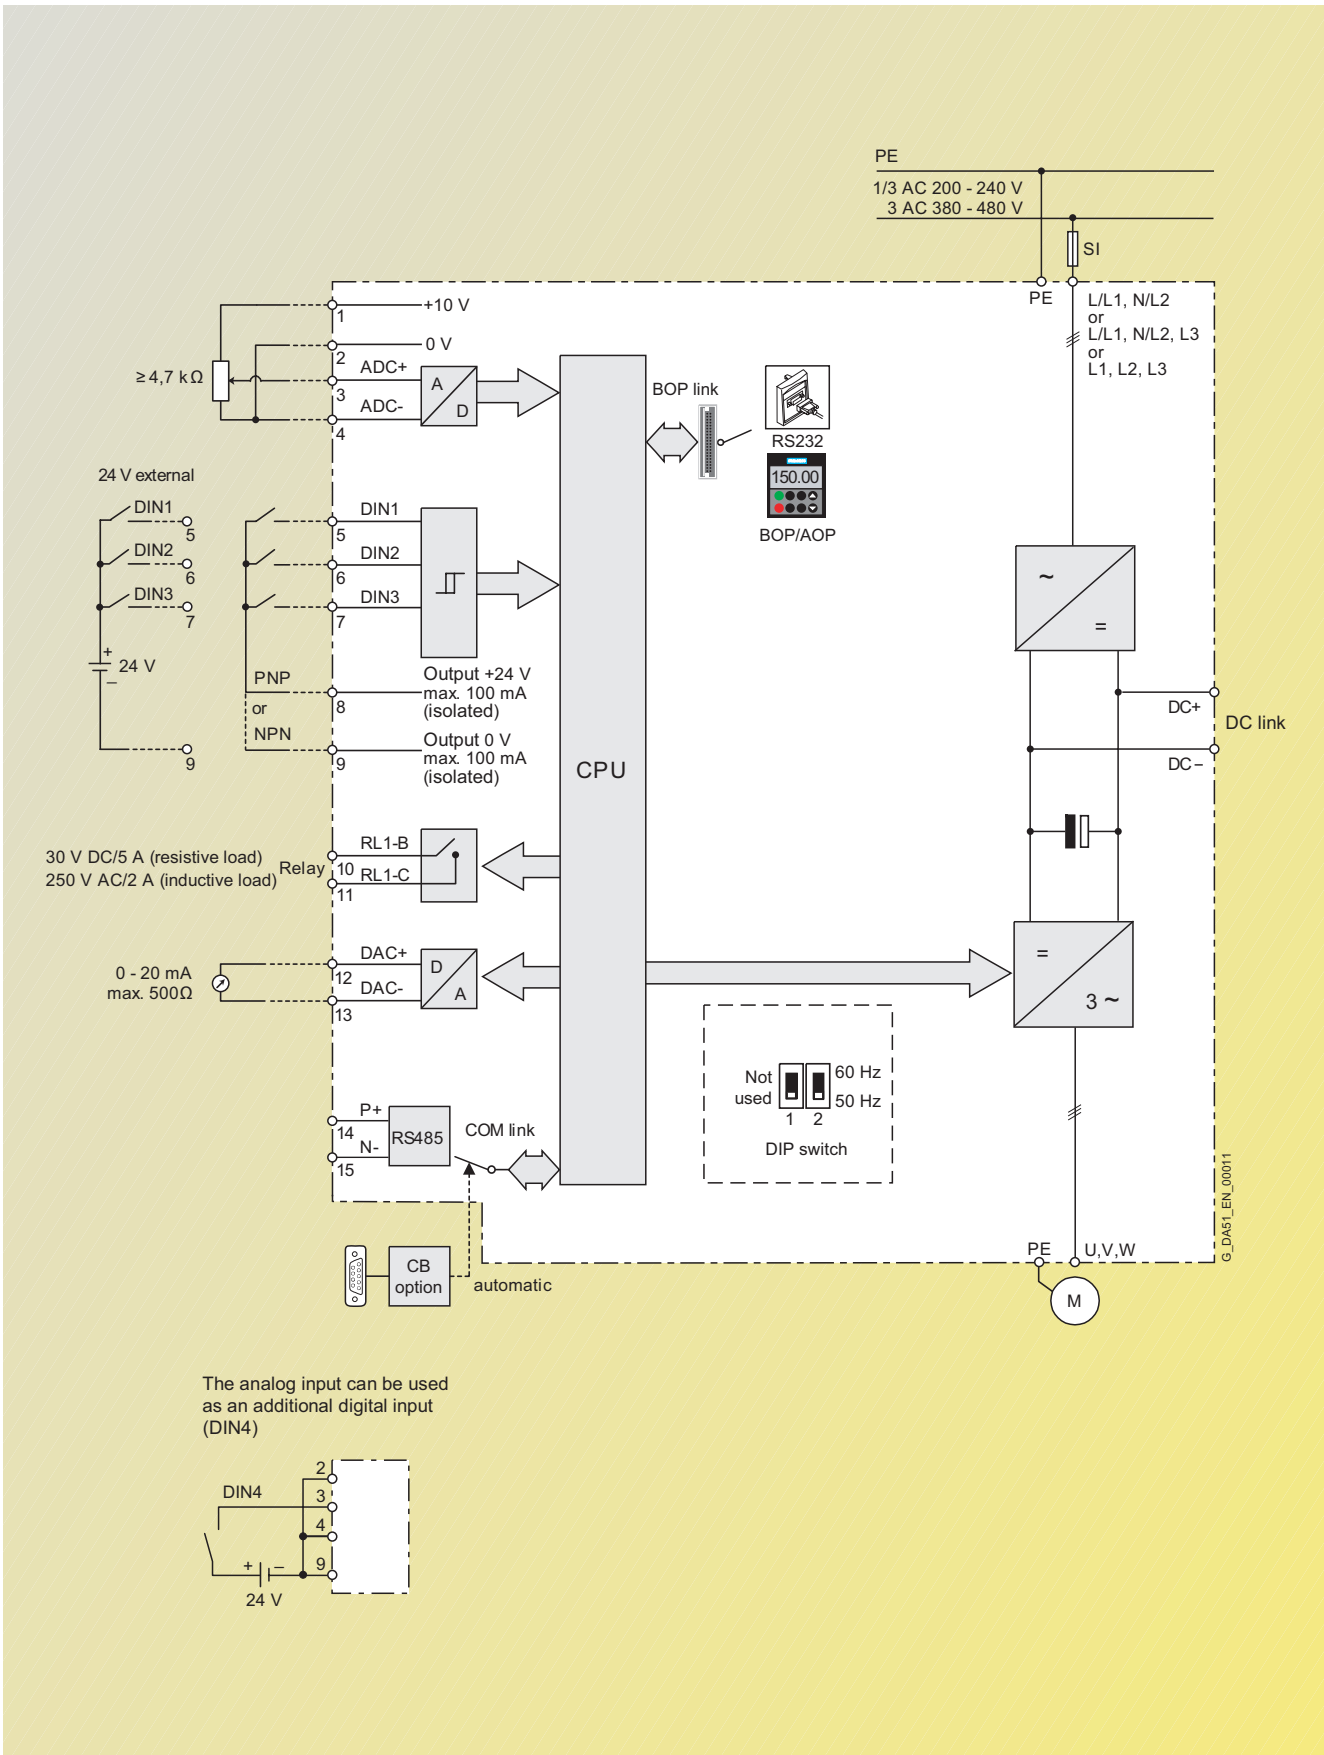 PE
1/3 AC 200 - 240 V
3 AC 380 - 480 V
SI
PE
L/L1, N/L2
or
L/L1, N/L2, L3
or
L1, L2, L3
1
+10 V
2
0 V
≥ 4,7 kΩ
3
ADC+
4
ADC-
A
D
BOP link
RS232
150.00
BOP/AOP
24 V external
DIN1
5
DIN2
6
DIN3
7
+
24 V
–
9
DIN1
5
DIN2
6
DIN3
7
PNP
or
NPN
8
Output +24 V
max. 100 mA
(isolated)
9
Output 0 V
max. 100 mA
(isolated)
CPU
~
=
DC+
DC link
DC–
30 V DC/5 A (resistive load)
250 V AC/2 A (inductive load)
Relay
RL1-B
10
RL1-C
11
0 - 20 mA
max. 500Ω
DAC+
12
DAC-
13
D
A
=
3 ~
Not
used
60 Hz
50 Hz
1 2
DIP switch
P+
14
N-
15
RS485
COM link
CB
option
automatic
PE
U,V,W
M
G_DA51_EN_00011
The analog input can be used
as an additional digital input
(DIN4)
2
DIN4
3
4
9
+ –
24 V